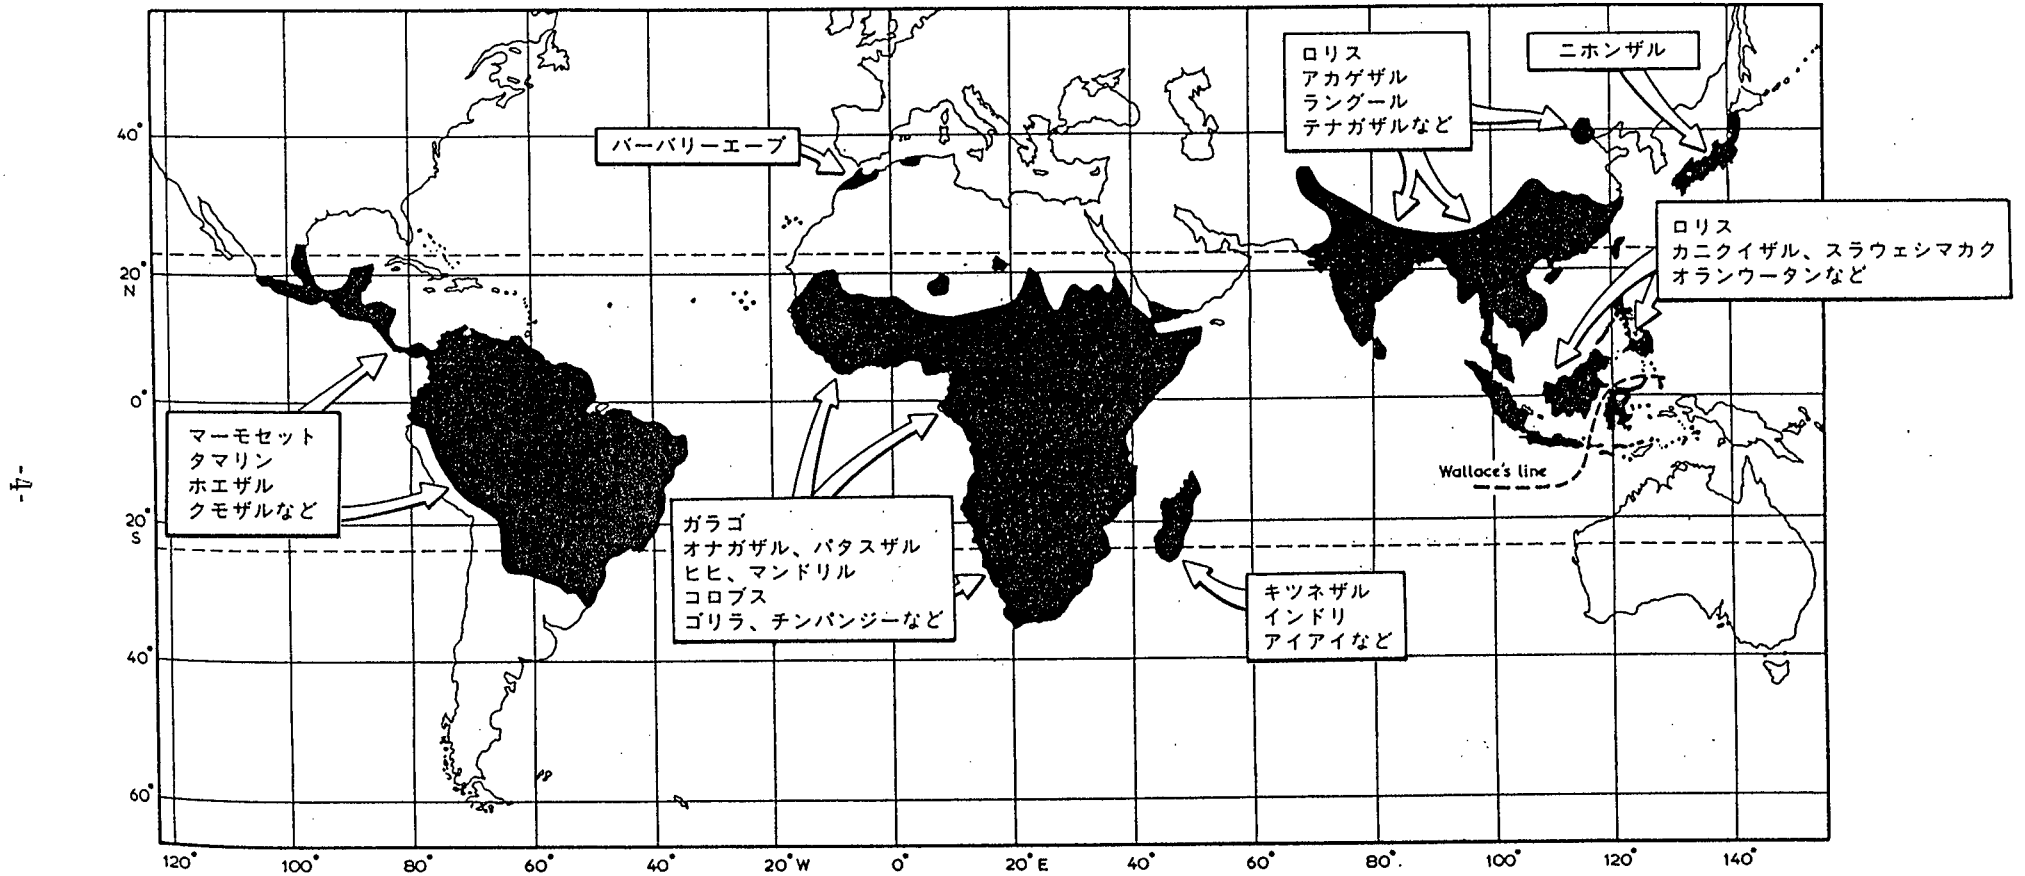 ロリス
アカゲザル
ラングール
テナガザルなど
ニホンザル
バーバリーエープ
ロリス
カニクイザル、スラウェシマカク
オランウータンなど
マーモセット
タマリン
ホエザル
クモザルなど
ガラゴ
オナガザル、パタスザル
ヒヒ、マンドリル
コロブス
ゴリラ、チンパンジーなど
キツネザル
インドリ
アイアイなど
Wallace's line
40°
20°
N
0°
20°
S
40°
60°
120° 100° 80° 60° 40° 20°W 0° 20°E 40° 60° 80° 100° 120° 140°
-4-